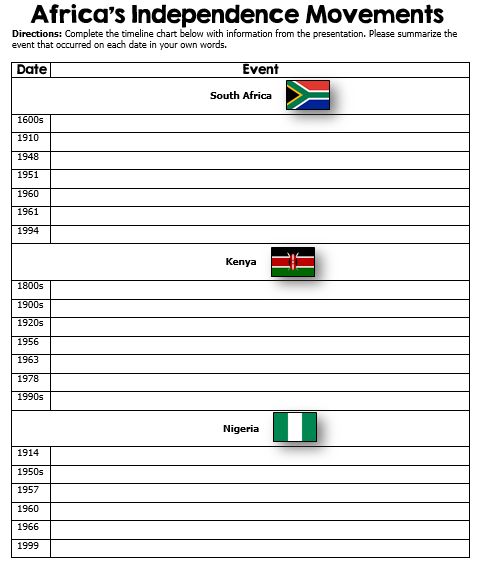 Africa's Independence Movements
Directions: Complete the timeline chart below with information from the presentation. Please summarize the
event that occurred on each date in your own words.
Date Event
South Africa
1600s
1910
1948
1951
1960
1961
1994
Kenya
1800s
1900s
1920s
1956
1963
1978
1990s
Nigeria
1914
1950s
1957
1960
1966
1999